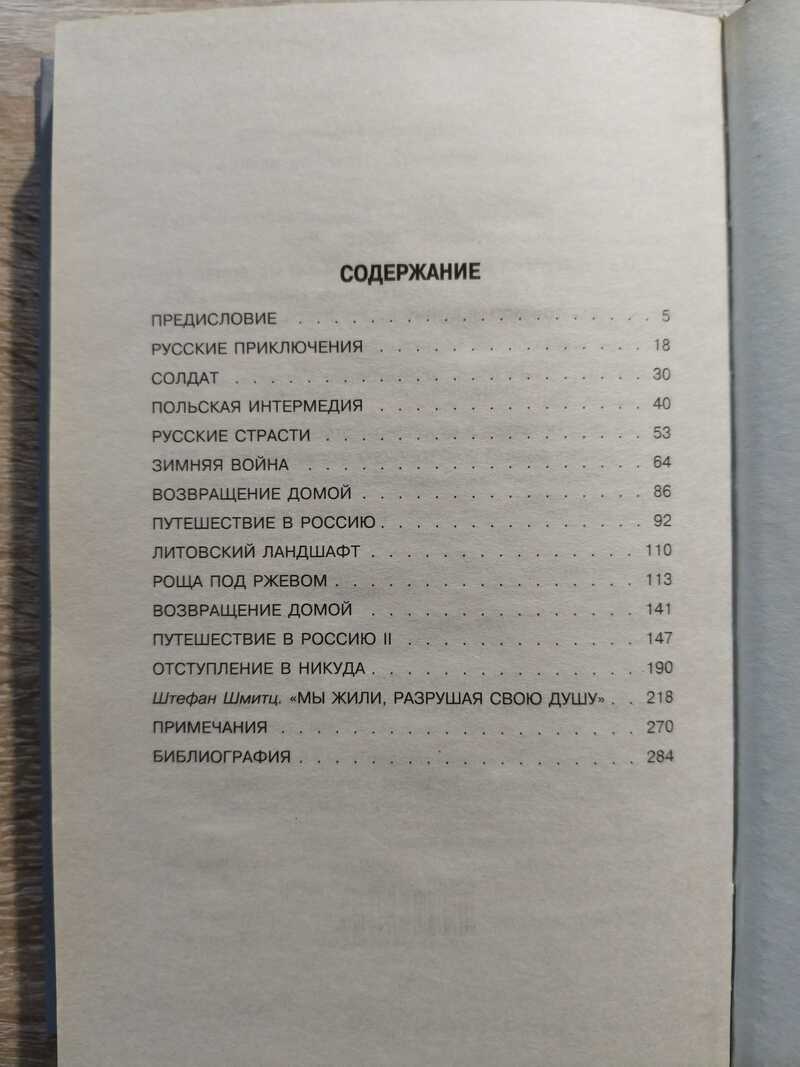 СОДЕРЖАНИЕ
ПРЕДИСЛОВИЕ . . . . . . . . . . . . . . . . . . . . 5
РУССКИЕ ПРИКЛЮЧЕНИЯ . . . . . . . . . . . . 18
СОЛДАТ . . . . . . . . . . . . . . . . . . 30
ПОЛЬСКАЯ ИНТЕРМЕДИЯ . . . . . . . . . . . . 40
РУССКИЕ СТРАСТИ . . . . . . . . . . . . . . 53
ЗИМНЯЯ ВОЙНА . . . . . . . . . . . . . . . 64
ВОЗВРАЩЕНИЕ ДОМОЙ . . . . . . . . . . . . . 86
ПУТЕШЕСТВИЕ В РОССИЮ . . . . . . . . . . . . 92
ЛИТОВСКИЙ ЛАНДШАФТ . . . . . . . . . . . . 110
РОЩА ПОД РЖЕВОМ . . . . . . . . . . . . . . 113
ВОЗВРАЩЕНИЕ ДОМОЙ . . . . . . . . . . . . 141
ПУТЕШЕСТВИЕ В РОССИЮ II . . . . . . . . . . 147
ОТСТУПЛЕНИЕ В НИКУДА . . . . . . . . . . . . 190
Штефан Шмитц. «МЫ ЖИЛИ, РАЗРУШАЯ СВОЮ ДУШУ» . . 218
ПРИМЕЧАНИЯ . . . . . . . . . . . . . . . . 270
БИБЛИОГРАФИЯ . . . . . . . . . . . . . . . 284